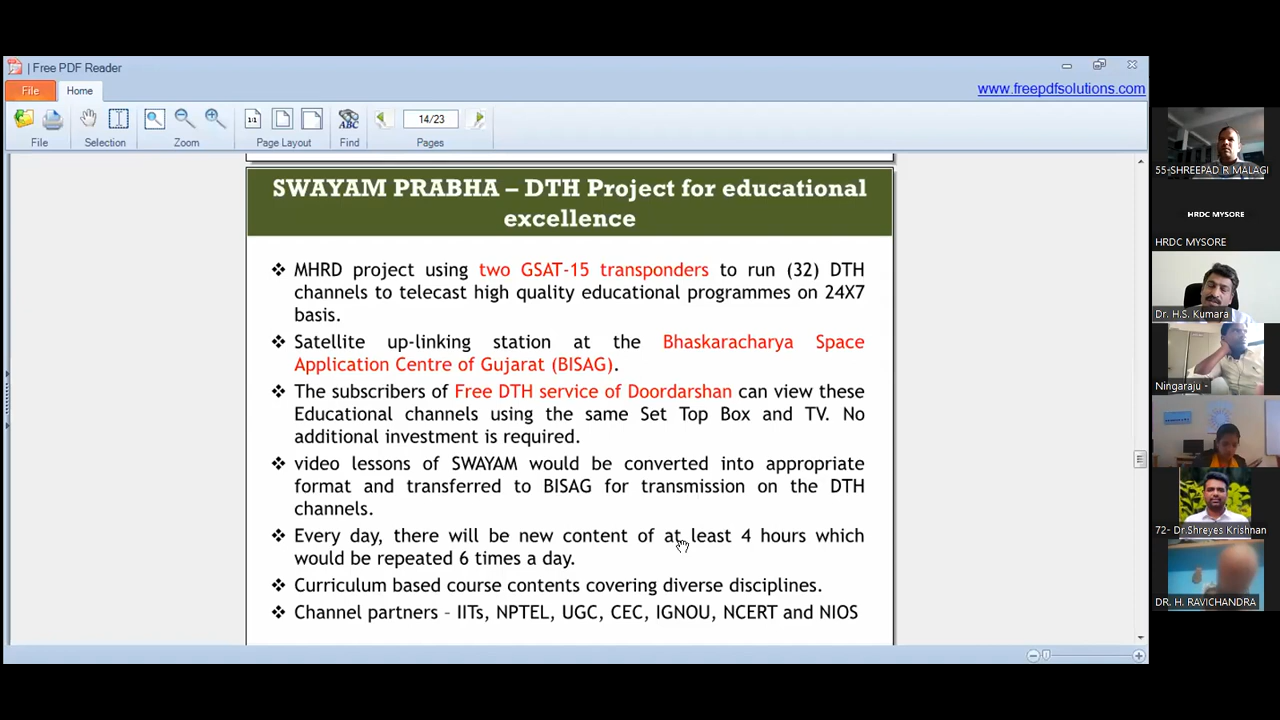 | Free PDF Reader
File
Home
www.freepdfsolutions.com
1:1
ABC
14/23
File
Selection
Zoom
Page Layout
Find
Pages
SWAYAM PRABHA – DTH Project for educational
excellence
❖ MHRD project using two GSAT-15 transponders to run (32) DTH
channels to telecast high quality educational programmes on 24X7
basis.
❖ Satellite up-linking station at the Bhaskaracharya Space
Application Centre of Gujarat (BISAG).
❖ The subscribers of Free DTH service of Doordarshan can view these
Educational channels using the same Set Top Box and TV. No
additional investment is required.
❖ video lessons of SWAYAM would be converted into appropriate
format and transferred to BISAG for transmission on the DTH
channels.
❖ Every day, there will be new content of at least 4 hours which
would be repeated 6 times a day.
❖ Curriculum based course contents covering diverse disciplines.
❖ Channel partners – IITs, NPTEL, UGC, CEC, IGNOU, NCERT and NIOS
55-SHREEPAD R MALAGI
HRDC MYSORE
HRDC MYSORE
Dr. H.S. Kumara
Ningaraju -
72- Dr.Shreyes Krishnan
DR. H. RAVICHANDRA